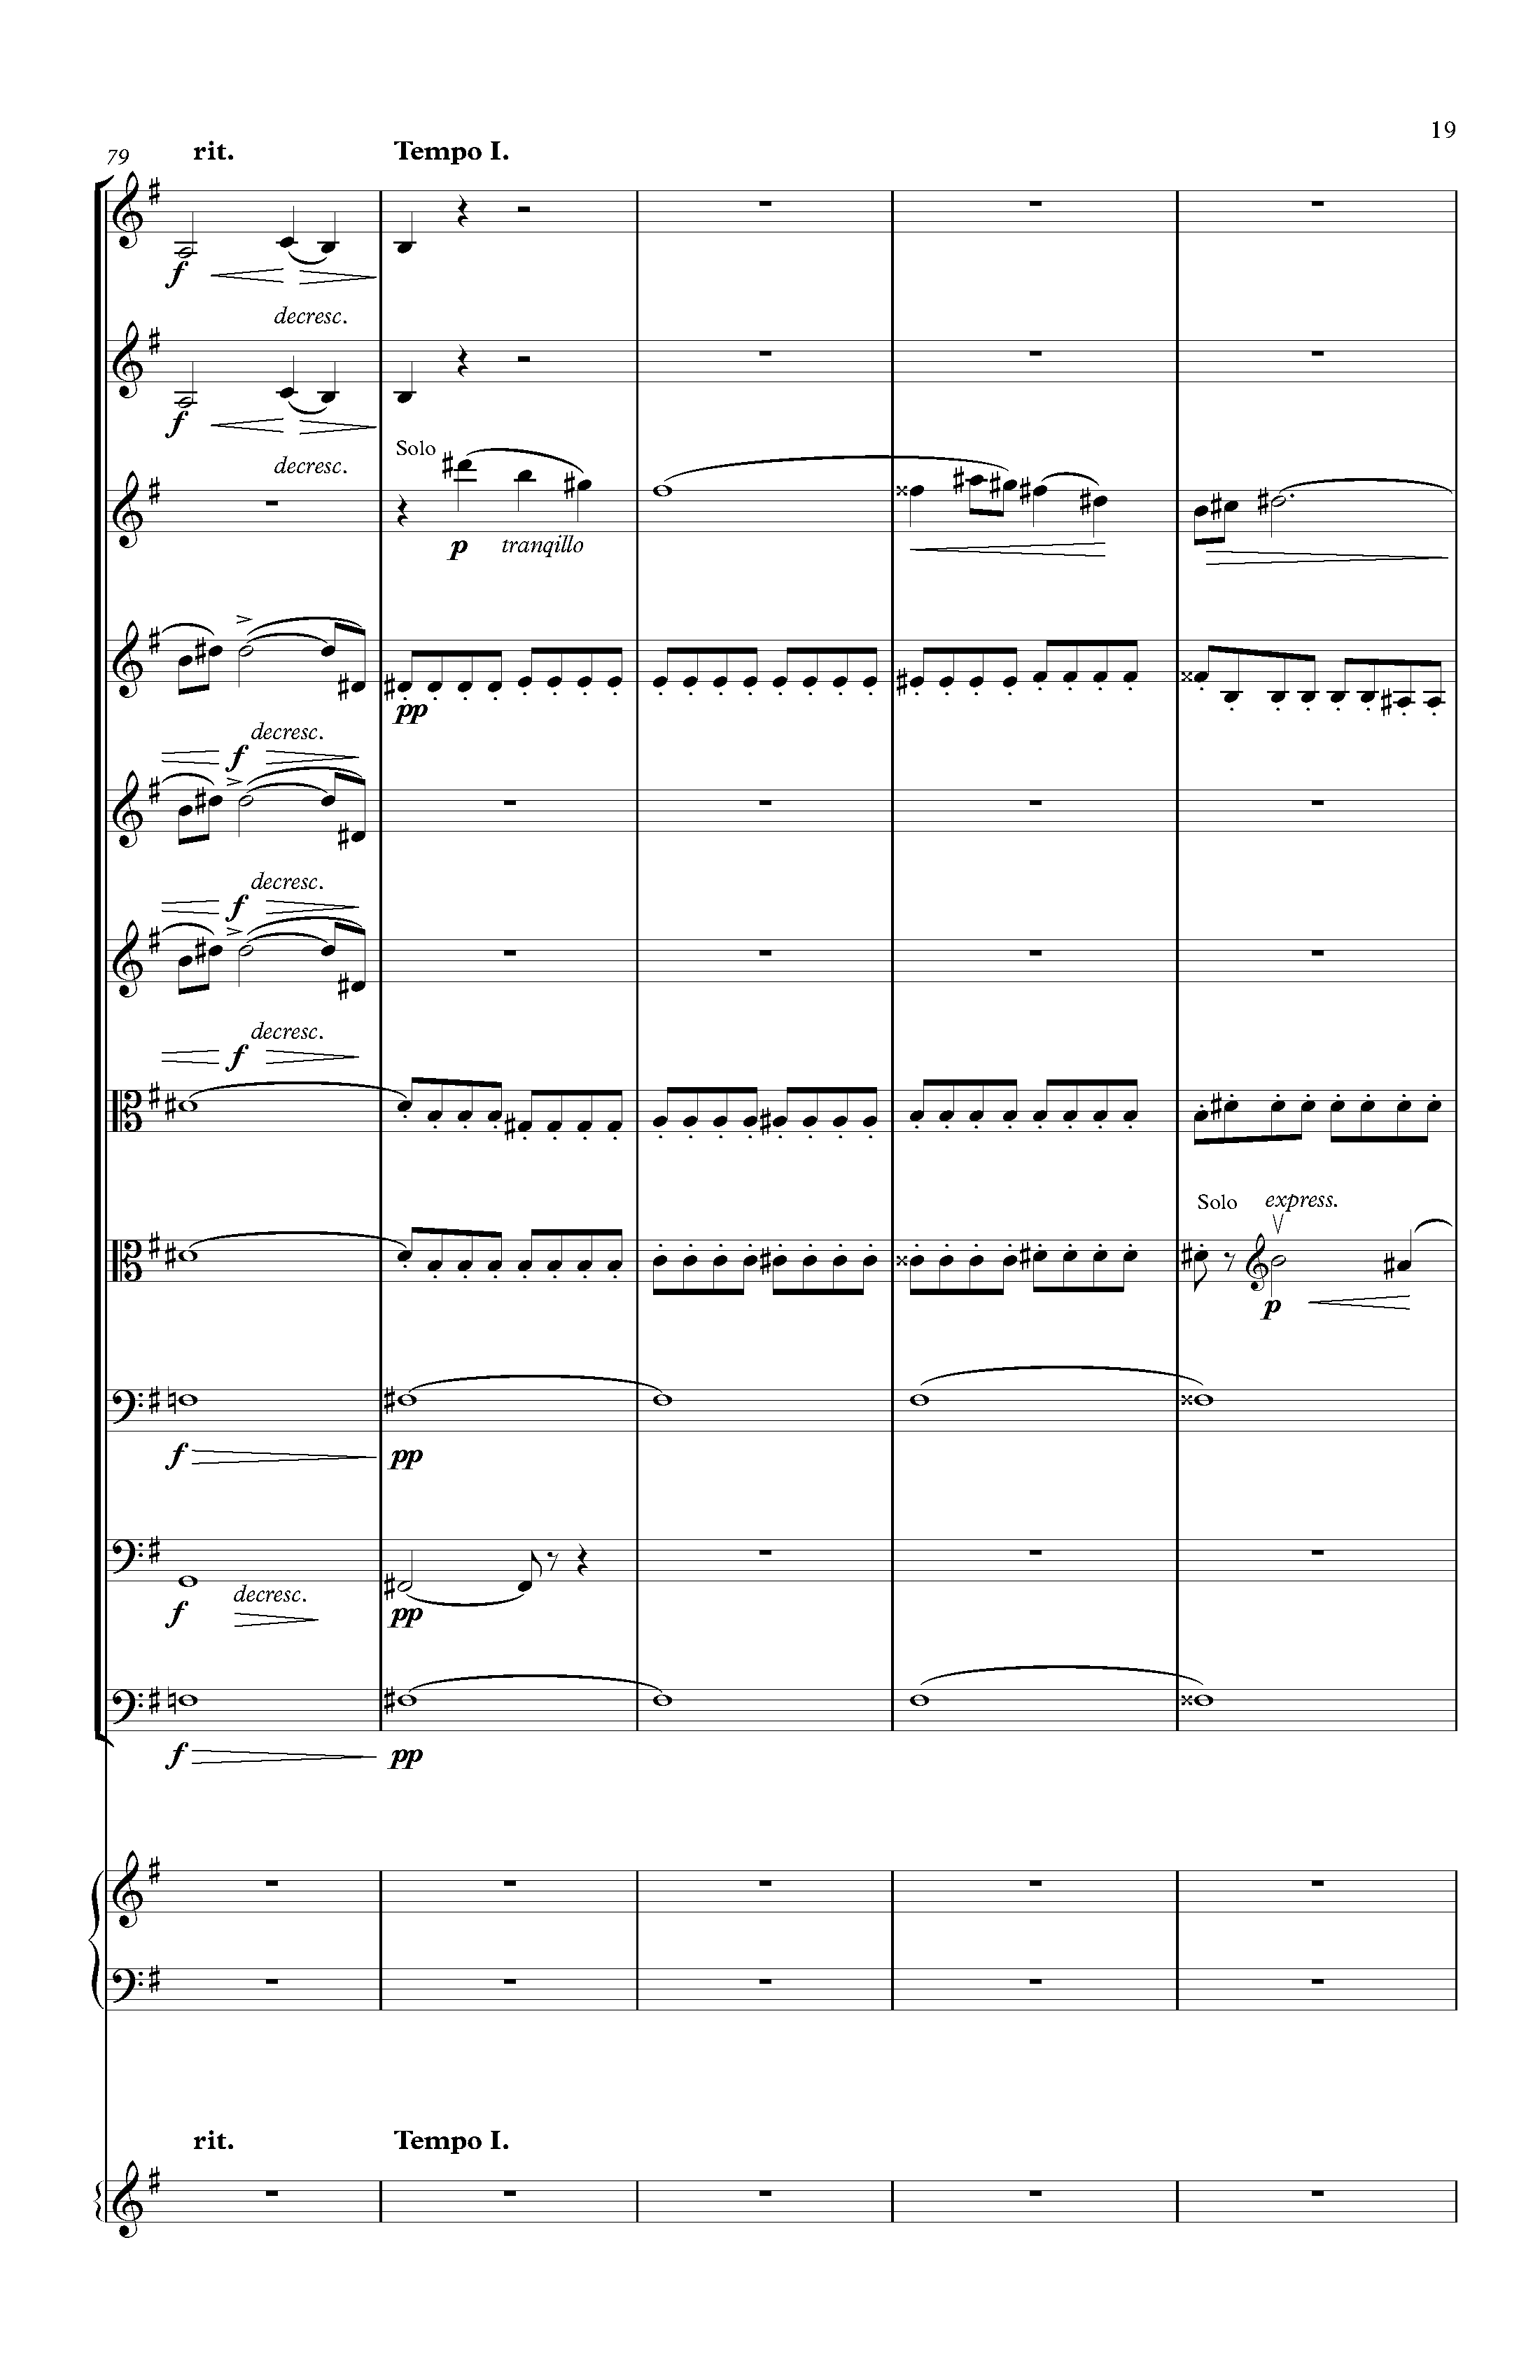 19
79 rit. Tempo I.
f
decresc.
f
decresc. Solo
p tranqillo
pp
decresc.
f
decresc.
f
decresc.
f
Solo express.
p
f pp
decresc.
f pp
f pp
rit. Tempo I.